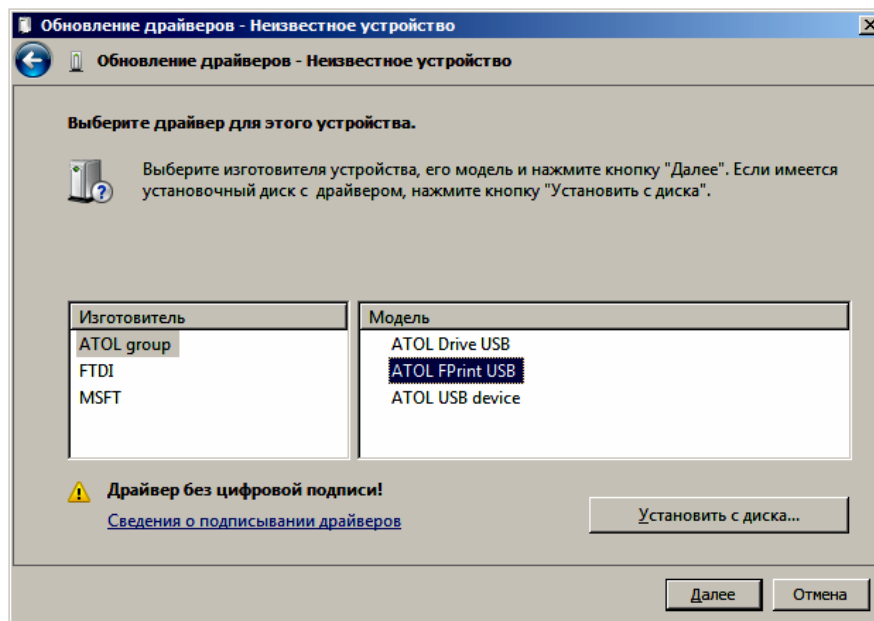 Обновление драйверов - Неизвестное устройство
Обновление драйверов - Неизвестное устройство
Выберите драйвер для этого устройства.
Выберите изготовителя устройства, его модель и нажмите кнопку "Далее". Если имеется
установочный диск с драйвером, нажмите кнопку "Установить с диска".
Изготовитель
ATOL group
FTDI
MSFT
Модель
ATOL Drive USB
ATOL FPrint USB
ATOL USB device
Драйвер без цифровой подписи!
Сведения о подписывании драйверов
Установить с диска...
Далее
Отмена